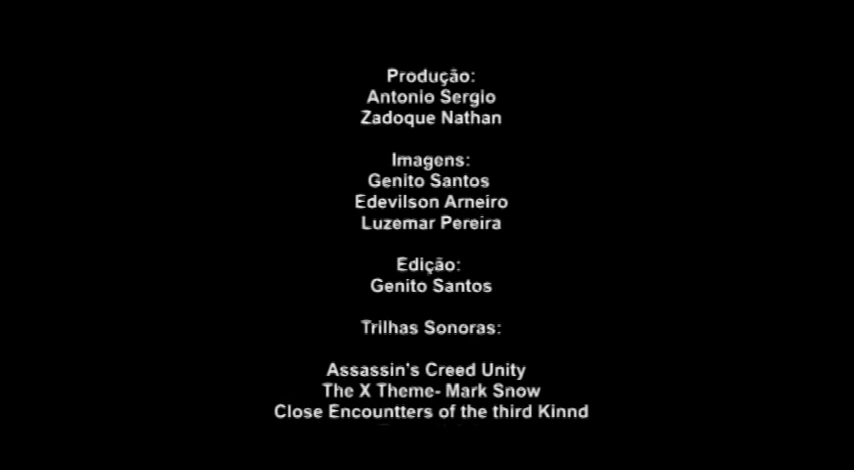 Produção:
Antonio Sergio
Zadoque Nathan
Imagens:
Genito Santos
Edevilson Arneiro
Luzemar Pereira
Edição:
Genito Santos
Trilhas Sonoras:
Assassin's Creed Unity
The X Theme- Mark Snow
Close Encountters of the third Kinnd